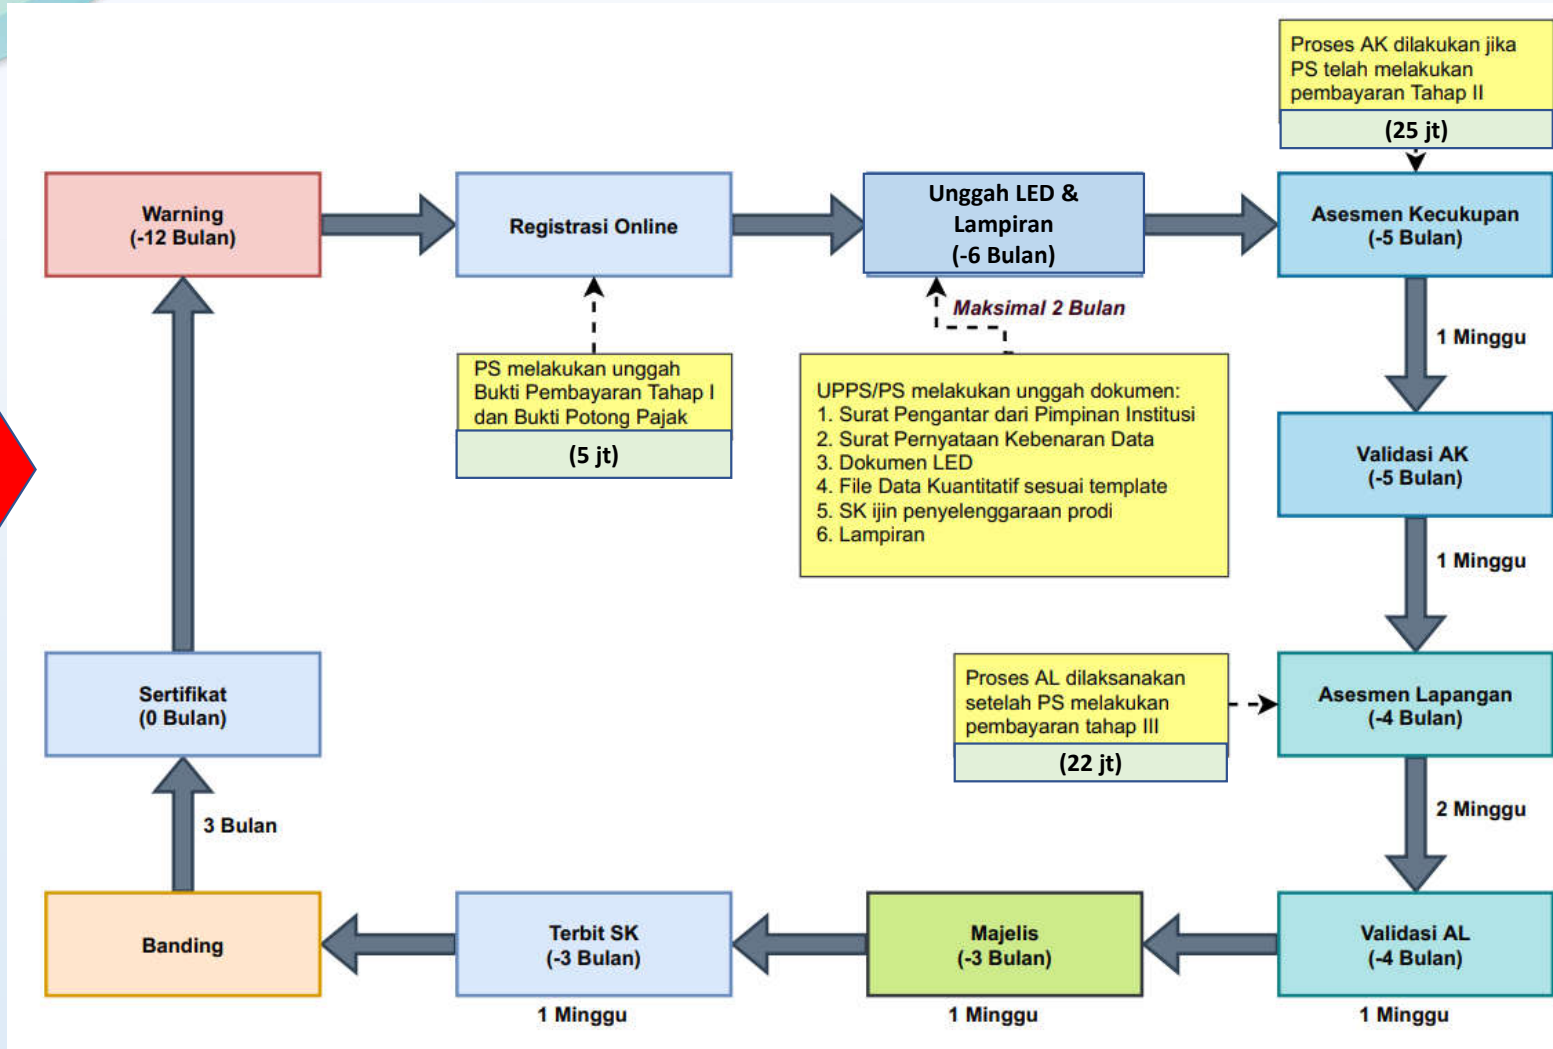 Proses AK dilakukan jika
PS telah melakukan
pembayaran Tahap II
(25 jt)
Warning
(-12 Bulan)
Registrasi Online
Unggah LED &
Lampiran
(-6 Bulan)
Asesmen Kecukupan
(-5 Bulan)
Maksimal 2 Bulan
1 Minggu
PS melakukan unggah
Bukti Pembayaran Tahap I
dan Bukti Potong Pajak
(5 jt)
UPPS/PS melakukan unggah dokumen:
1. Surat Pengantar dari Pimpinan Institusi
2. Surat Pernyataan Kebenaran Data
3. Dokumen LED
4. File Data Kuantitatif sesuai template
5. SK ijin penyelenggaraan prodi
6. Lampiran
Validasi AK
(-5 Bulan)
1 Minggu
Sertifikat
(0 Bulan)
Proses AL dilaksanakan
setelah PS melakukan
pembayaran tahap III
(22 jt)
Asesmen Lapangan
(-4 Bulan)
3 Bulan
2 Minggu
Banding
Terbit SK
(-3 Bulan)
Majelis
(-3 Bulan)
Validasi AL
(-4 Bulan)
1 Minggu
1 Minggu
1 Minggu